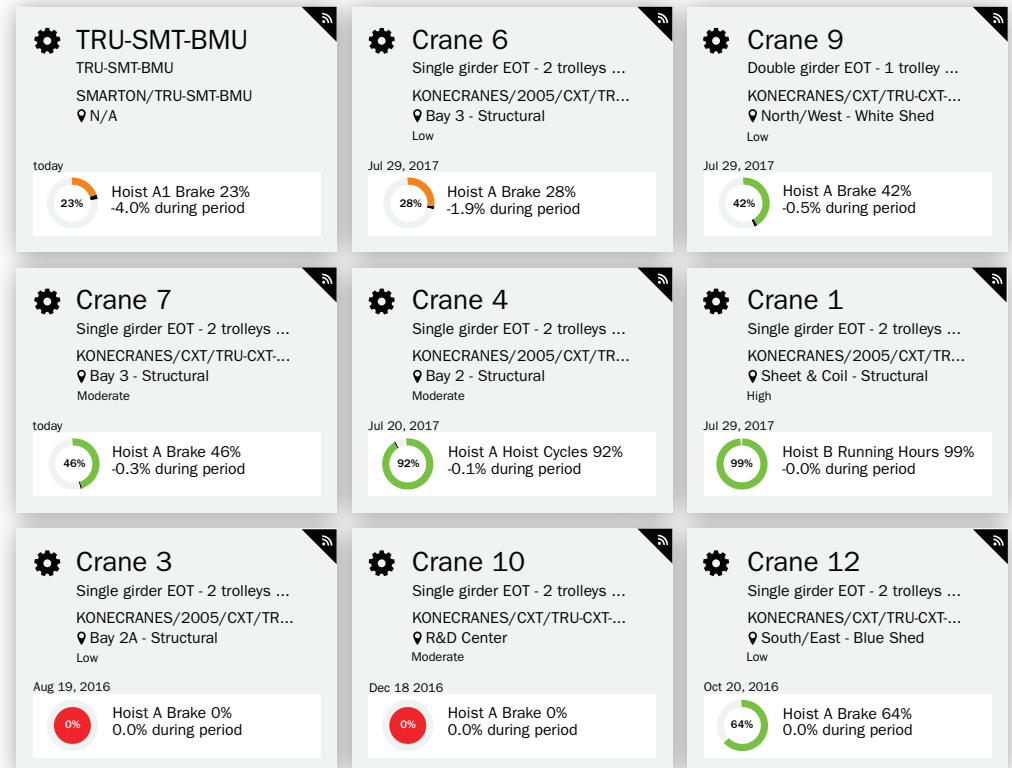 TRU-SMT-BMU
TRU-SMT-BMU
SMARTON/TRU-SMT-BMU
N/A
today
23%
Hoist A1 Brake 23%
-4.0% during period
Crane 6
Single girder EOT - 2 trolleys ...
KONECRANES/2005/CXT/TR...
Bay 3 - Structural
Low
Jul 29, 2017
28%
Hoist A Brake 28%
-1.9% during period
Crane 9
Double girder EOT - 1 trolley ...
KONECRANES/CXT/TRU-CXT-...
North/West - White Shed
Low
Jul 29, 2017
42%
Hoist A Brake 42%
-0.5% during period
Crane 7
Single girder EOT - 2 trolleys ...
KONECRANES/CXT/TRU-CXT-...
Bay 3 - Structural
Moderate
today
46%
Hoist A Brake 46%
-0.3% during period
Crane 4
Single girder EOT - 2 trolleys ...
KONECRANES/2005/CXT/TR...
Bay 2 - Structural
Moderate
Jul 20, 2017
92%
Hoist A Hoist Cycles 92%
-0.1% during period
Crane 1
Single girder EOT - 2 trolleys ...
KONECRANES/2005/CXT/TR...
Sheet & Coil - Structural
High
Jul 29, 2017
99%
Hoist B Running Hours 99%
-0.0% during period
Crane 3
Single girder EOT - 2 trolleys ...
KONECRANES/2005/CXT/TR...
Bay 2A - Structural
Low
Aug 19, 2016
0%
Hoist A Brake 0%
0.0% during period
Crane 10
Single girder EOT - 2 trolleys ...
KONECRANES/CXT/TRU-CXT-...
R&D Center
Moderate
Dec 18 2016
0%
Hoist A Brake 0%
0.0% during period
Crane 12
Single girder EOT - 2 trolleys ...
KONECRANES/CXT/TRU-CXT-...
South/East - Blue Shed
Low
Oct 20, 2016
64%
Hoist A Brake 64%
0.0% during period